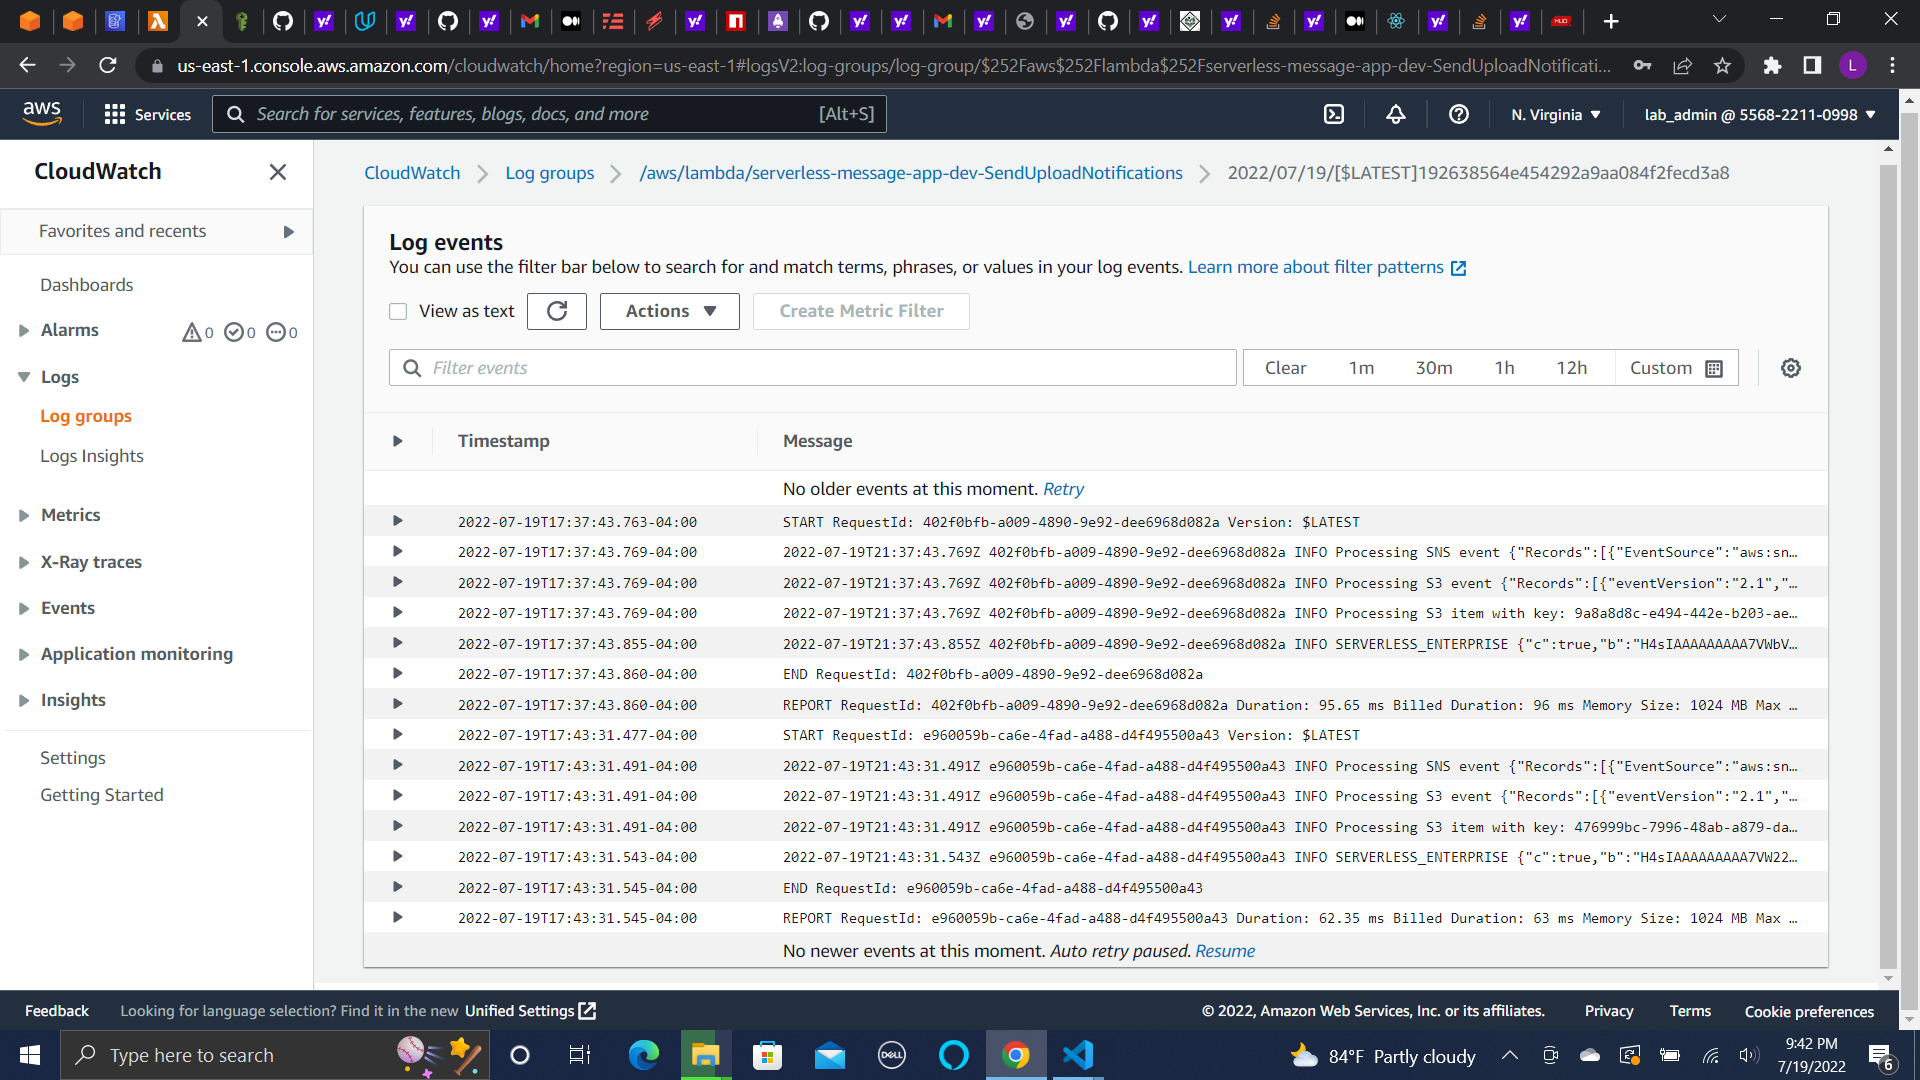 us-east-1.console.aws.amazon.com/cloudwatch/home?region=us-east-1#logsV2:log-groups/log-group/$252Faws$252Flambda$252Fserverless-message-app-dev-SendUploadNotificati...
L
aws
Services
Search for services, features, blogs, docs, and more
[Alt+S]
N. Virginia
lab_admin @ 5568-2211-0998
CloudWatch
Favorites and recents
Dashboards
Alarms
0
0
0
Logs
Log groups
Logs Insights
Metrics
X-Ray traces
Events
Application monitoring
Insights
Settings
Getting Started
CloudWatch
Log groups
/aws/lambda/serverless-message-app-dev-SendUploadNotifications
2022/07/19/[$LATEST]192638564e454292a9aa084f2fecd3a8
Log events
You can use the filter bar below to search for and match terms, phrases, or values in your log events. Learn more about filter patterns
View as text
Actions
Create Metric Filter
Filter events
Clear
1m
30m
1h
12h
Custom
Timestamp
Message
No older events at this moment. Retry
2022-07-19T17:37:43.763-04:00 START RequestId: 402f0bfb-a009-4890-9e92-dee6968d082a Version: $LATEST
2022-07-19T17:37:43.769-04:00 2022-07-19T21:37:43.769Z 402f0bfb-a009-4890-9e92-dee6968d082a INFO Processing SNS event {"Records":[{"EventSource":"aws:sn...
2022-07-19T17:37:43.769-04:00 2022-07-19T21:37:43.769Z 402f0bfb-a009-4890-9e92-dee6968d082a INFO Processing S3 event {"Records":[{"eventVersion":"2.1","...
2022-07-19T17:37:43.769-04:00 2022-07-19T21:37:43.769Z 402f0bfb-a009-4890-9e92-dee6968d082a INFO Processing S3 item with key: 9a8a8d8c-e494-442e-b203-ae...
2022-07-19T17:37:43.855-04:00 2022-07-19T21:37:43.855Z 402f0bfb-a009-4890-9e92-dee6968d082a INFO SERVERLESS_ENTERPRISE {"c":true,"b":"H4sIAAAAAAAAA7VWbV...
2022-07-19T17:37:43.860-04:00 END RequestId: 402f0bfb-a009-4890-9e92-dee6968d082a
2022-07-19T17:37:43.860-04:00 REPORT RequestId: 402f0bfb-a009-4890-9e92-dee6968d082a Duration: 95.65 ms Billed Duration: 96 ms Memory Size: 1024 MB Max ...
2022-07-19T17:43:31.477-04:00 START RequestId: e960059b-ca6e-4fad-a488-d4f495500a43 Version: $LATEST
2022-07-19T17:43:31.491-04:00 2022-07-19T21:43:31.491Z e960059b-ca6e-4fad-a488-d4f495500a43 INFO Processing SNS event {"Records":[{"EventSource":"aws:sn...
2022-07-19T17:43:31.491-04:00 2022-07-19T21:43:31.491Z e960059b-ca6e-4fad-a488-d4f495500a43 INFO Processing S3 event {"Records":[{"eventVersion":"2.1","...
2022-07-19T17:43:31.491-04:00 2022-07-19T21:43:31.491Z e960059b-ca6e-4fad-a488-d4f495500a43 INFO Processing S3 item with key: 476999bc-7996-48ab-a879-da...
2022-07-19T17:43:31.543-04:00 2022-07-19T21:43:31.543Z e960059b-ca6e-4fad-a488-d4f495500a43 INFO SERVERLESS_ENTERPRISE {"c":true,"b":"H4sIAAAAAAAAA7VW22...
2022-07-19T17:43:31.545-04:00 END RequestId: e960059b-ca6e-4fad-a488-d4f495500a43
2022-07-19T17:43:31.545-04:00 REPORT RequestId: e960059b-ca6e-4fad-a488-d4f495500a43 Duration: 62.35 ms Billed Duration: 63 ms Memory Size: 1024 MB Max ...
No newer events at this moment. Auto retry paused. Resume
Feedback
Looking for language selection? Find it in the new Unified Settings
© 2022, Amazon Web Services, Inc. or its affiliates.
Privacy
Terms
Cookie preferences
Type here to search
DELL
84°F Partly cloudy
9:42 PM
7/19/2022
6